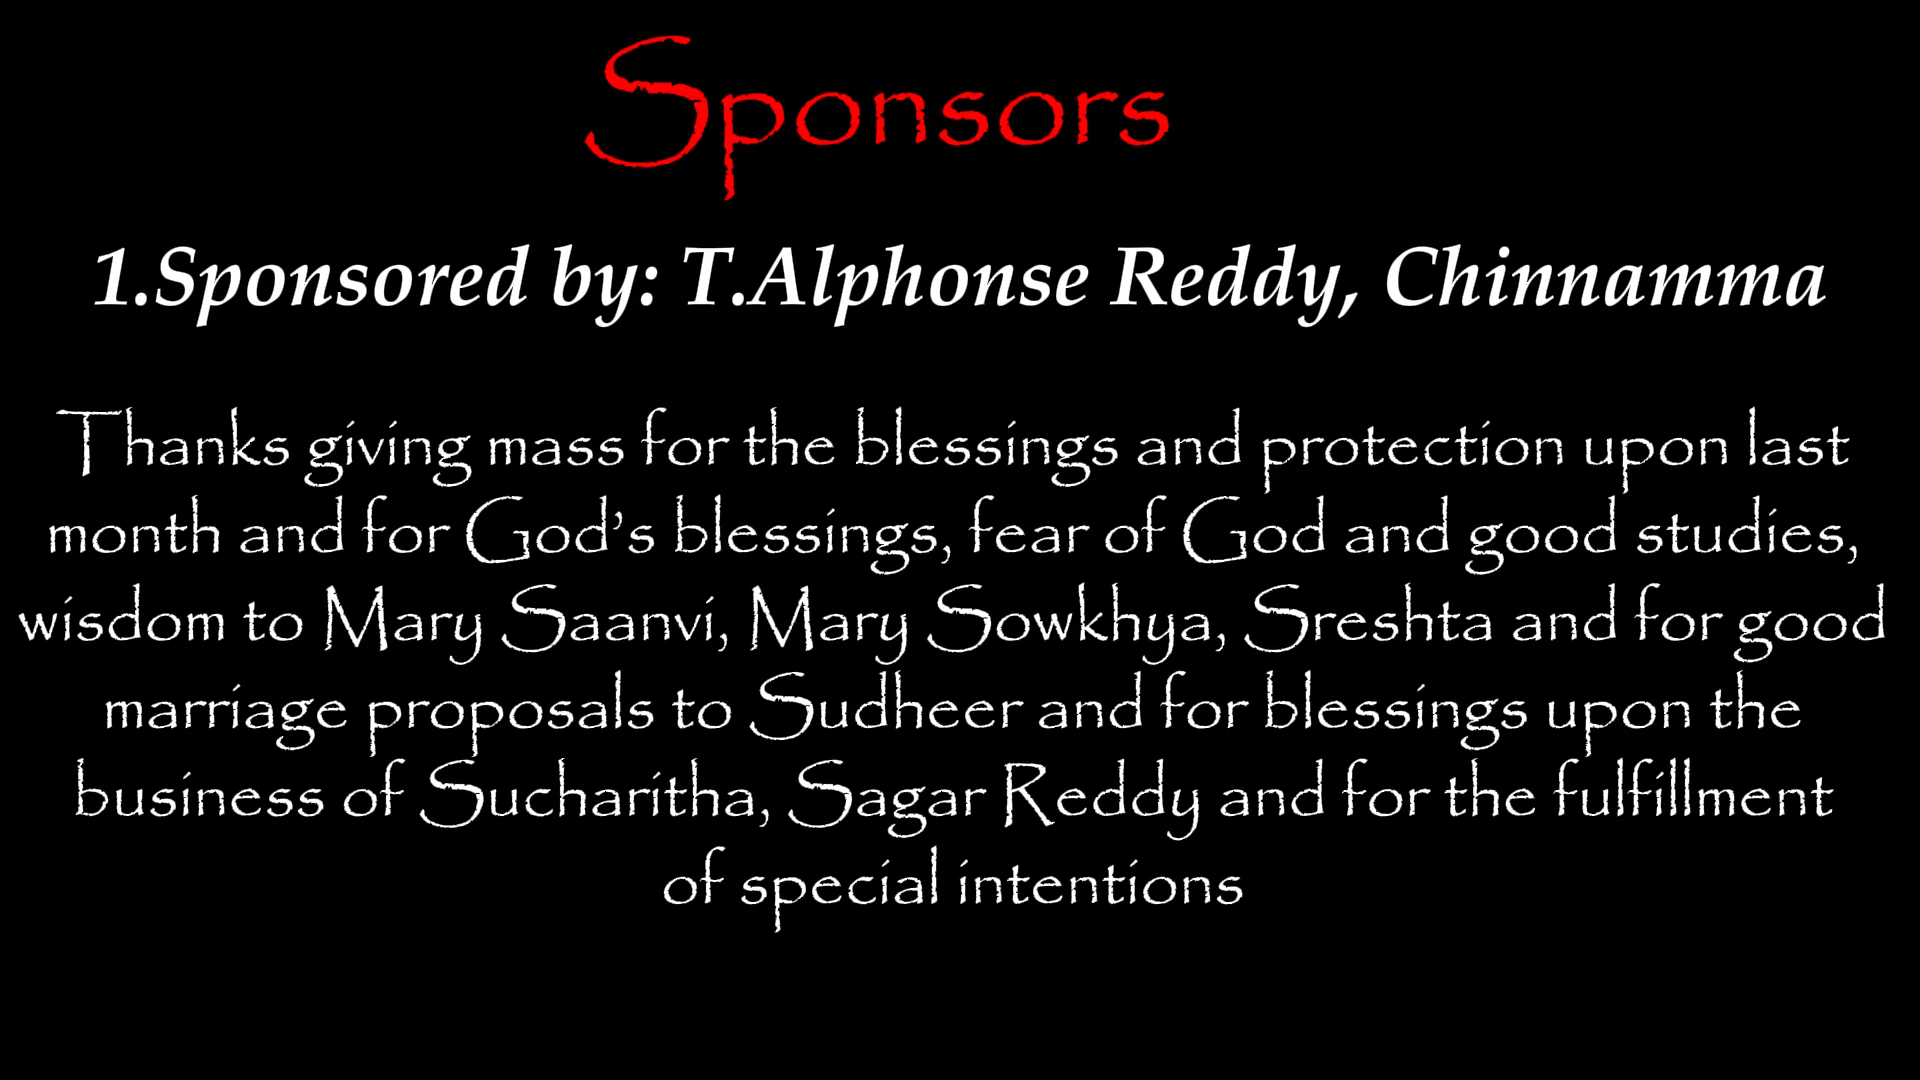 Sponsors
1.Sponsored by: T.Alphonse Reddy, Chinnamma
Thanks giving mass for the blessings and protection upon last
month and for God’s blessings, fear of God and good studies,
wisdom to Mary Saanvi, Mary Sowkhya, Sreshta and for good
marriage proposals to Sudheer and for blessings upon the
business of Sucharitha, Sagar Reddy and for the fulfillment
of special intentions